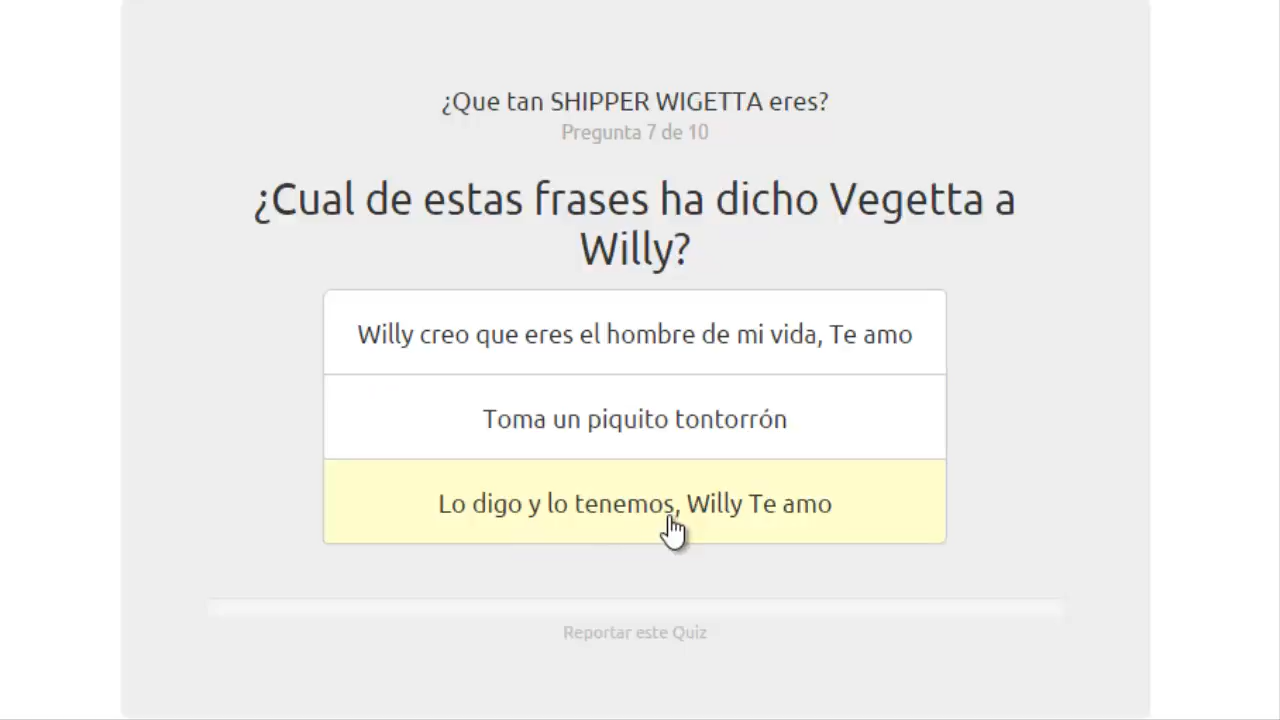 ¿Que tan SHIPPER WIGETTA eres?
Pregunta 7 de 10
¿Cual de estas frases ha dicho Vegetta a
Willy?
Willy creo que eres el hombre de mi vida, Te amo
Toma un piquito tontorrón
Lo digo y lo tenemos, Willy Te amo
Reportar este Quiz